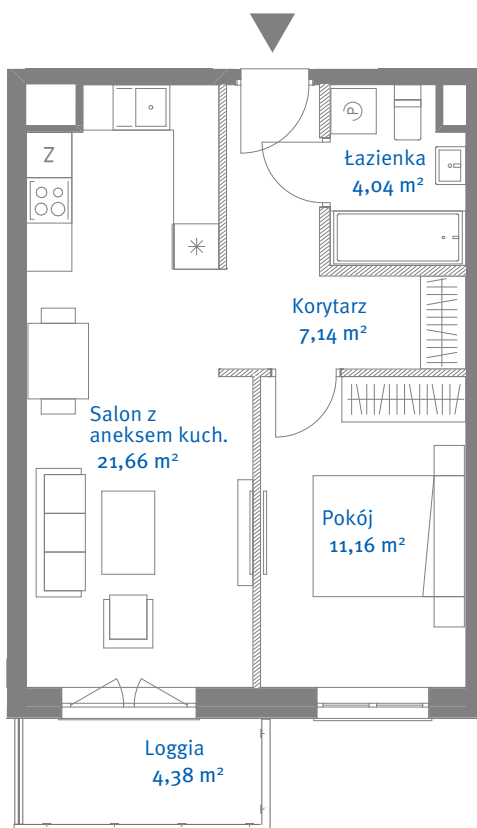 P
Z
Łazienka
4,04 m²
Korytarz
7,14 m²
Salon z
aneksem kuch.
21,66 m²
Pokój
11,16 m²
Loggia
4,38 m²